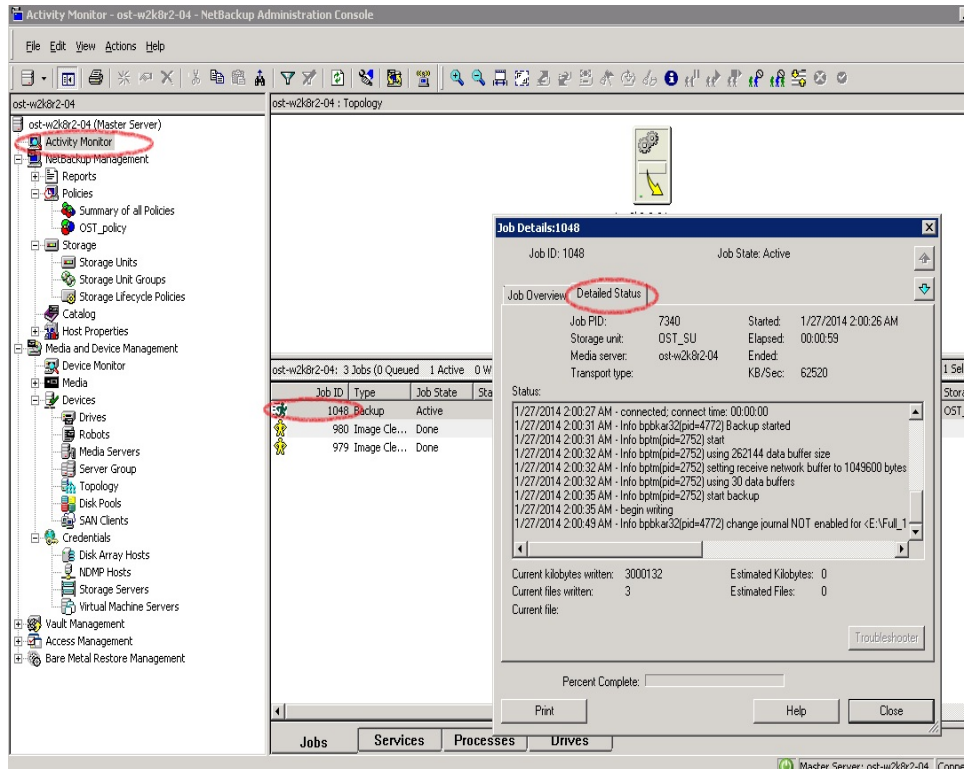 Activity Monitor - ost-w2k8r2-04 - NetBackup Administration Console
File Edit View Actions Help
ost-w2k8r2-04
ost-w2k8r2-04 (Master Server)
Activity Monitor
NetBackup Management
Reports
Policies
Summary of all Policies
OST_policy
Storage
Storage Units
Storage Unit Groups
Storage Lifecycle Policies
Catalog
Host Properties
Media and Device Management
Device Monitor
Media
Devices
Drives
Robots
Media Servers
Server Group
Topology
Disk Pools
SAN Clients
Credentials
Disk Array Hosts
NDMP Hosts
Storage Servers
Virtual Machine Servers
Vault Management
Access Management
Bare Metal Restore Management
ost-w2k8r2-04 : Topology
ost-w2k8r2-04: 3 Jobs (0 Queued 1 Active 0 W
1 Sel
Job ID Type Job State Sta
Stora
1048 Backup Active
OST_
980 Image Cle... Done
979 Image Cle... Done
Jobs Services Processes Drives
Job Details:1048
Job ID: 1048 Job State: Active
Job Overview Detailed Status
Job PID: 7340 Started: 1/27/2014 2:00:26 AM
Storage unit: OST_SU Elapsed: 00:00:59
Media server: ost-w2k8r2-04 Ended:
Transport type: KB/Sec: 62520
Status:
1/27/2014 2:00:27 AM - connected; connect time: 00:00:00
1/27/2014 2:00:31 AM - Info bpbkar32(pid=4772) Backup started
1/27/2014 2:00:31 AM - Info bptm(pid=2752) start
1/27/2014 2:00:32 AM - Info bptm(pid=2752) using 262144 data buffer size
1/27/2014 2:00:32 AM - Info bptm(pid=2752) setting receive network buffer to 1049600 bytes
1/27/2014 2:00:32 AM - Info bptm(pid=2752) using 30 data buffers
1/27/2014 2:00:35 AM - Info bptm(pid=2752) start backup
1/27/2014 2:00:35 AM - begin writing
1/27/2014 2:00:49 AM - Info bpbkar32(pid=4772) change journal NOT enabled for <E:\Full_1
Current kilobytes written: 3000132 Estimated Kilobytes: 0
Current files written: 3 Estimated Files: 0
Current file:
Troubleshooter
Percent Complete:
Print Help Close
Master Server: ost-w2k8r2-04 Conne